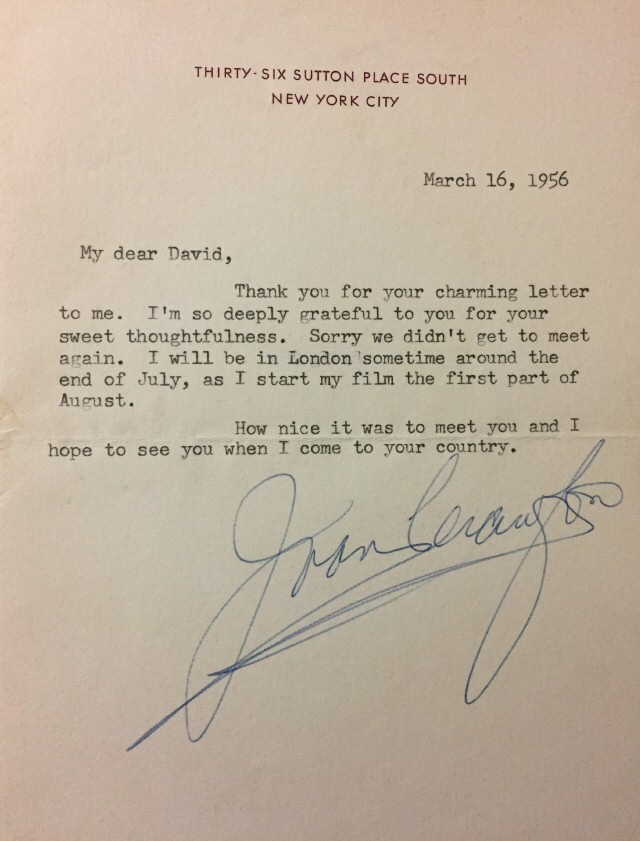 THIRTY-SIX SUTTON PLACE SOUTH
NEW YORK CITY
March 16, 1956
My dear David,
Thank you for your charming letter
to me. I'm so deeply grateful to you for your
sweet thoughtfulness. Sorry we didn't get to meet
again. I will be in London sometime around the
end of July, as I start my film the first part of
August.
How nice it was to meet you and I
hope to see you when I come to your country.
Joan Crawford